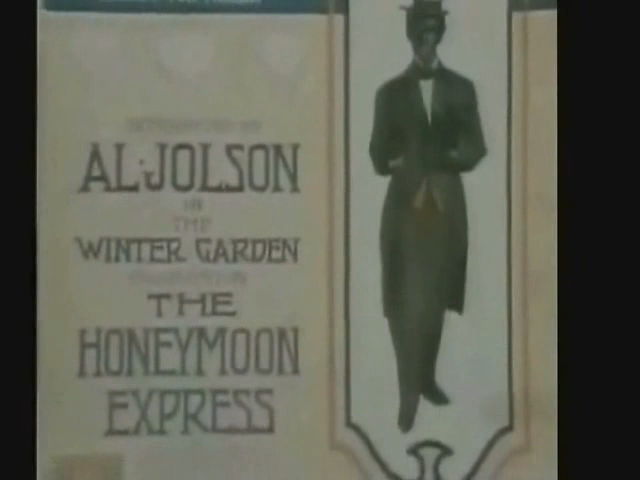 AL·JOLSON
IN
THE
WINTER GARDEN
THE
HONEYMOON
EXPRESS